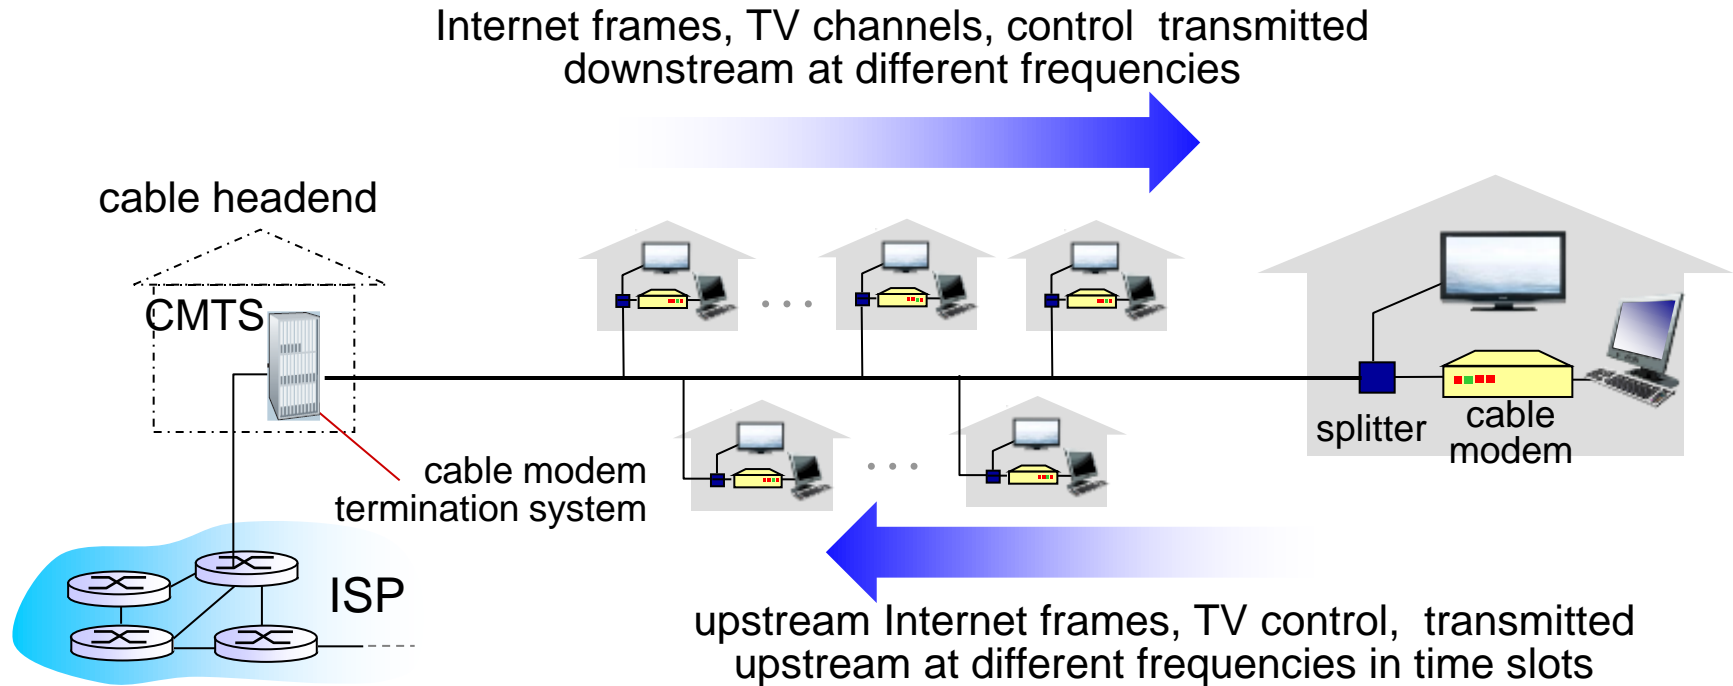 Internet frames, TV channels, control  transmitted
downstream at different frequencies
cable headend
CMTS
splitter
cable
modem
cable modem
termination system
ISP
upstream Internet frames, TV control,  transmitted
upstream at different frequencies in time slots